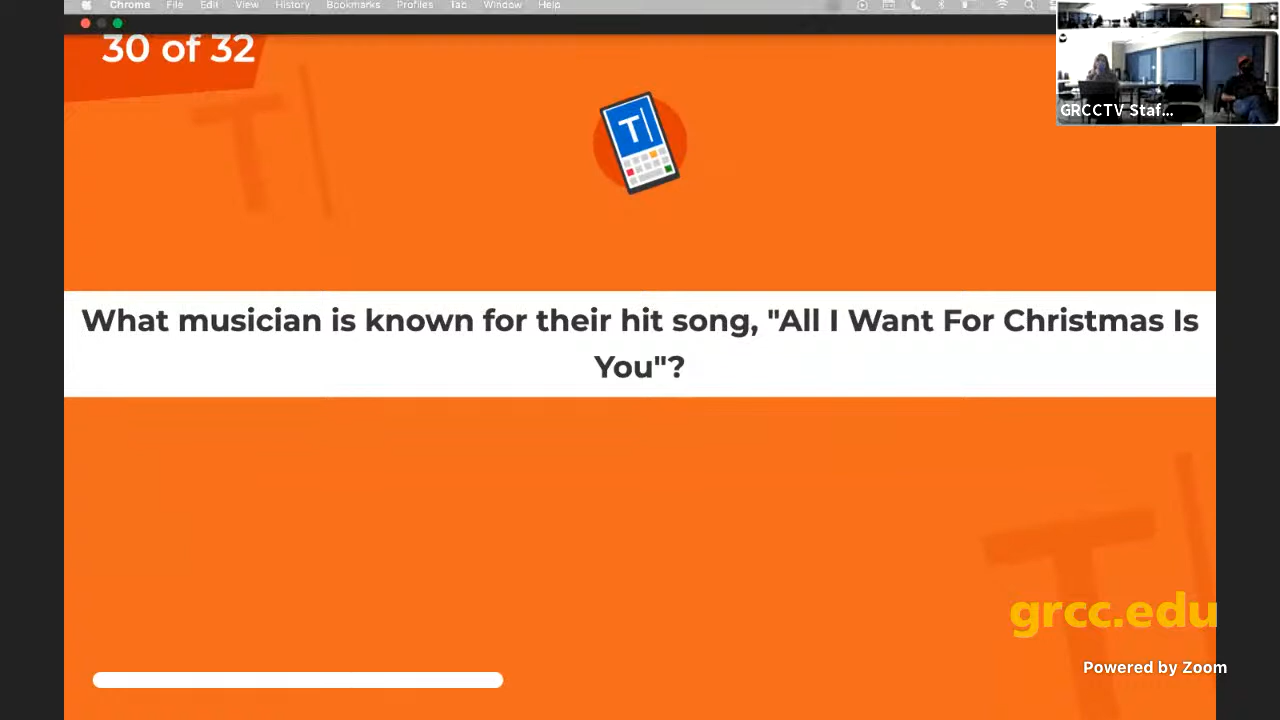 Chrome File Edit View History Bookmarks Profiles Tab Window Help
30 of 32
GRCCTV Staf...
T
What musician is known for their hit song, "All I Want For Christmas Is
You"?
T
grcc.edu
Powered by Zoom